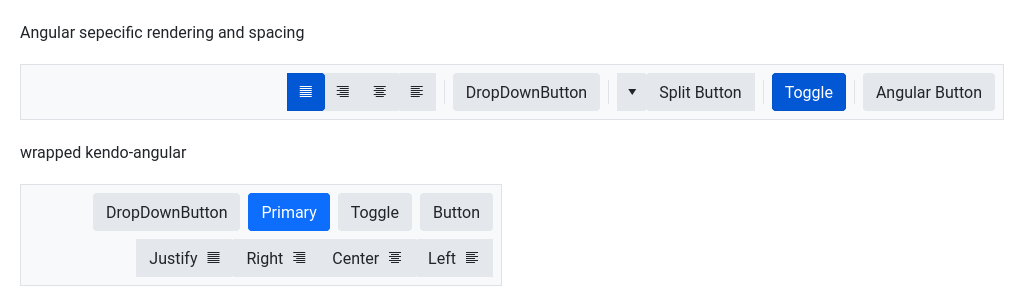 Angular sepecific rendering and spacing
DropDownButton Split Button Toggle Angular Button
wrapped kendo-angular
DropDownButton Primary Toggle Button
Justify Right Center Left